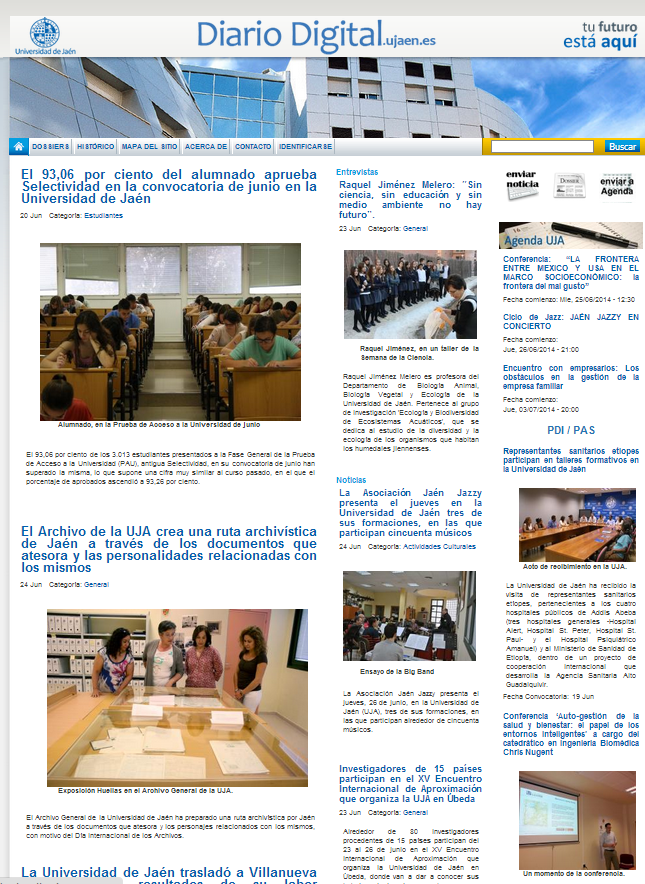 Universidad de Jaén
Diario Digital.ujaen.es
tu futuro
está aquí
DOSSIERS
HISTÓRICO
MAPA DEL SITIO
ACERCA DE
CONTACTO
IDENTIFICARSE
Buscar
El 93,06 por ciento del alumnado aprueba
Selectividad en la convocatoria de junio en la
Universidad de Jaén
20 Jun Categoría: Estudiantes
Alumnado, en la Prueba de Acceso a la Universidad de junio
El 93,06 por ciento de los 3.013 estudiantes presentados a la Fase General de la Prueba
de Acceso a la Universidad (PAU), antigua Selectividad, en su convocatoria de junio han
superado la misma, lo que supone una cifra muy similar al curso pasado, en el que el
porcentaje de aprobados ascendió a 93,26 por ciento.
El Archivo de la UJA crea una ruta archivística
de Jaén a través de los documentos que
atesora y las personalidades relacionadas con
los mismos
24 Jun Categoría: General
Exposición Huellas en el Archivo General de la UJA.
El Archivo General de la Universidad de Jaén ha preparado una ruta archivística por Jaén
a través de los documentos que atesora y los personajes relacionados con los mismos,
con motivo del Día Internacional de los Archivos.
La Universidad de Jaén trasladó a Villanueva
Entrevistas
Raquel Jiménez Melero: "Sin
ciencia, sin educación y sin
medio ambiente no hay
futuro".
23 Jun Categoría: General
Raquel Jiménez, en un taller de la
Semana de la Ciencia.
Raquel Jiménez Melero es profesora del
Departamento de Biología Animal,
Biología Vegetal y Ecología de la
Universidad de Jaén. Pertenece al grupo
de investigación 'Ecología y Biodiversidad
de Ecosistemas Acuáticos', que se
dedica al estudio de la diversidad y la
ecología de los organismos que habitan
los humedales jiennenses.
Noticias
La Asociación Jaén Jazzy
presenta el jueves en la
Universidad de Jaén tres de
sus formaciones, en las que
participan cincuenta músicos
24 Jun Categoría: Actividades Culturales
Ensayo de la Big Band
La Asociación Jaén Jazzy presenta el
jueves, 26 de junio, en la Universidad de
Jaén (UJA), tres de sus formaciones, en
las que participan alrededor de cincuenta
músicos.
Investigadores de 15 países
participan en el XV Encuentro
Internacional de Aproximación
que organiza la UJA en Úbeda
23 Jun Categoría: General
Alrededor de 80 investigadores
procedentes de 15 países participan del
23 al 26 de junio en el XV Encuentro
Internacional de Aproximación que
organiza la Universidad de Jaén en
Úbeda, donde van a dar a conocer sus
enviar
noticia
DOSSIER
enviar a
Agenda
Agenda UJA
Conferencia: "LA FRONTERA
ENTRE MEXICO Y USA EN EL
MARCO SOCIOECONÓMICO: la
frontera del mal gusto"
Fecha comienzo: Mie, 25/06/2014 - 12:30
Ciclo de Jazz: JAÉN JAZZY EN
CONCIERTO
Fecha comienzo:
Jue, 26/06/2014 - 21:00
Encuentro con empresarios: Los
obstáculos en la gestión de la
empresa familiar
Fecha comienzo:
Jue, 03/07/2014 - 20:00
PDI / PAS
Representantes sanitarios etíopes
participan en talleres formativos en
la Universidad de Jaén
Acto de recibimiento en la UJA.
La Universidad de Jaén ha recibido la
visita de representantes sanitarios
etíopes, pertenecientes a los cuatro
hospitales públicos de Addis Abeba
(tres hospitales generales -Hospital
Alert, Hospital St. Peter, Hospital St.
Paul- y el Hospital Psiquiátrico
Amanuel) y al Ministerio de Sanidad de
Etiopía, dentro de un proyecto de
cooperación internacional que
desarrolla la Agencia Sanitaria Alto
Guadalquivir.
Fecha Convocatoria: 19 Jun
Conferencia 'Auto-gestión de la
salud y bienestar: el papel de los
entornos inteligentes' a cargo del
catedrático en Ingeniería Biomédica
Chris Nugent
Un momento de la conferencia.